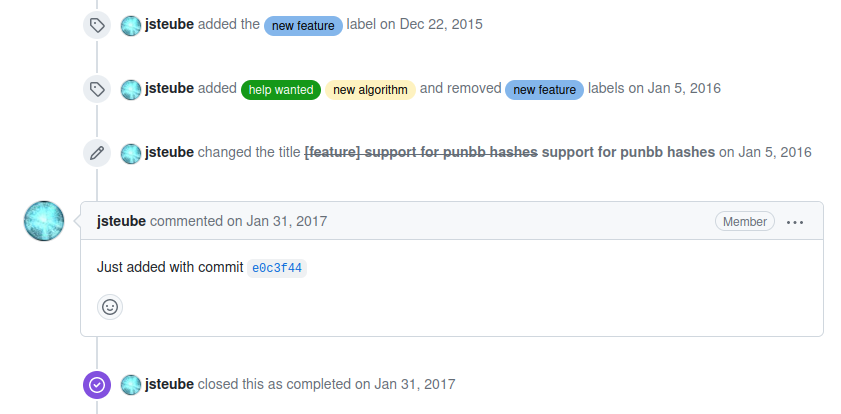 jsteube added the new feature label on Dec 22, 2015
jsteube added help wanted new algorithm and removed new feature labels on Jan 5, 2016
jsteube changed the title [feature] support for punbb hashes support for punbb hashes on Jan 5, 2016
jsteube commented on Jan 31, 2017 Member ...
Just added with commit e0c3f44
jsteube closed this as completed on Jan 31, 2017